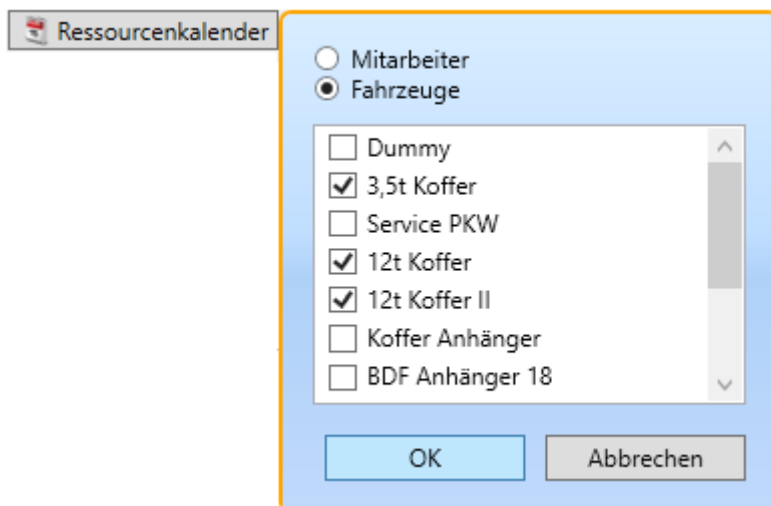 Ressourcenkalender
Mitarbeiter
Fahrzeuge
Dummy
3,5t Koffer
Service PKW
12t Koffer
12t Koffer II
Koffer Anhänger
BDF Anhänger 18
OK
Abbrechen